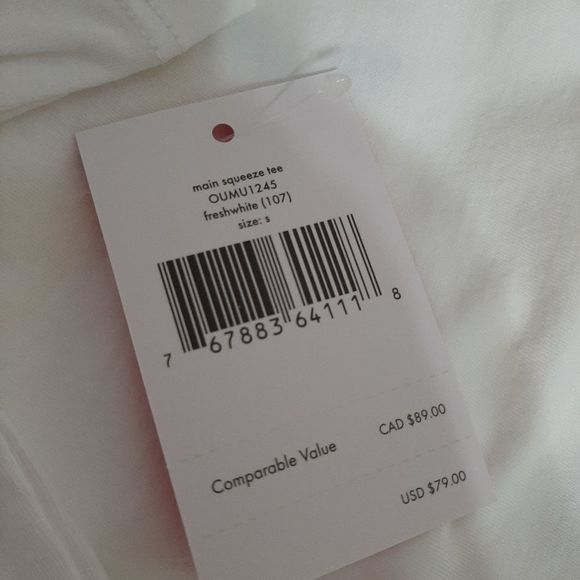 main squeeze tee
OUMU1245
freshwhite (107)
size: s
7 67883 64111 8
Comparable Value CAD $89.00
USD $79.00